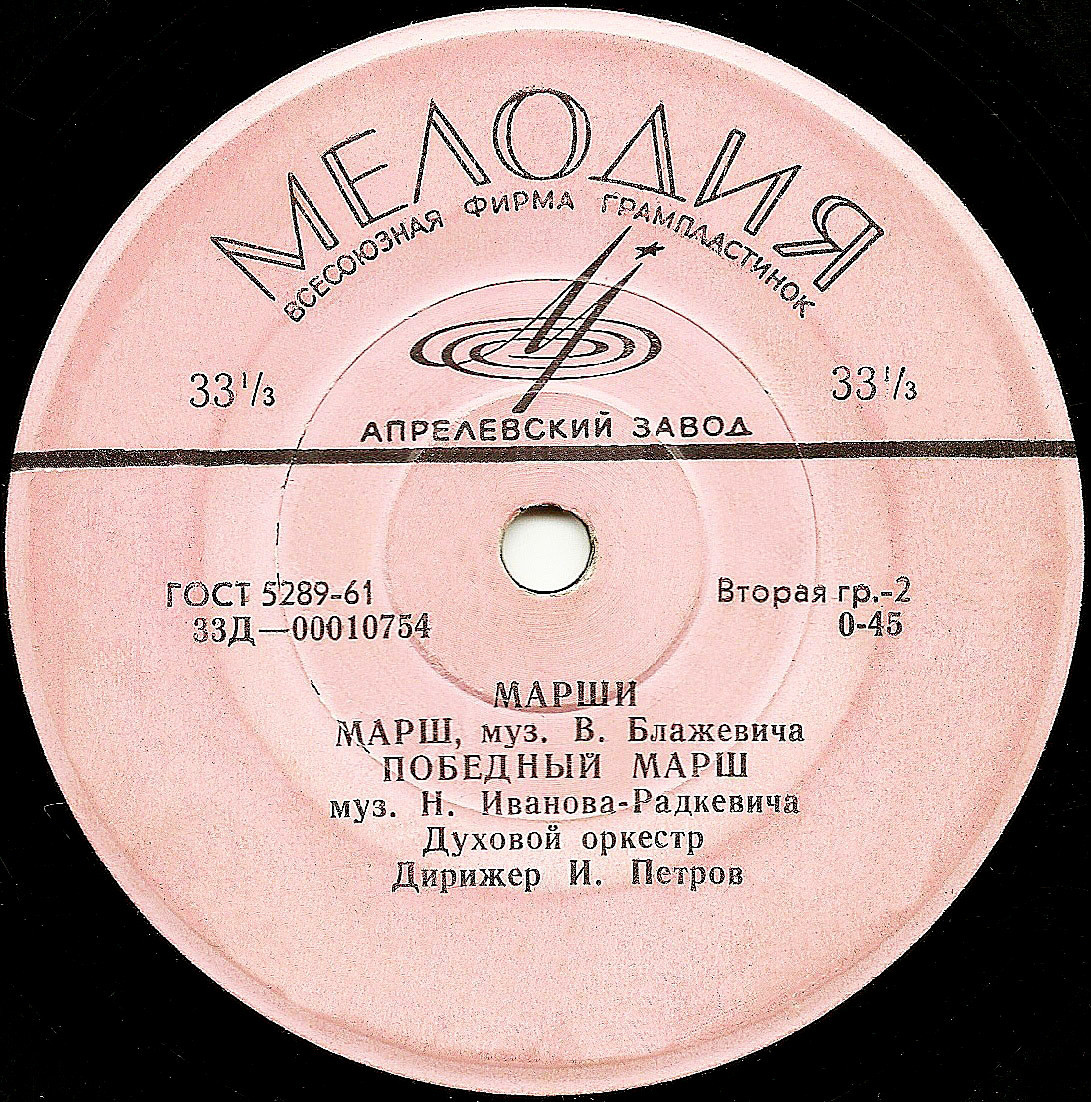 МЕЛОДИЯ
ВСЕСОЮЗНАЯ ФИРМА ГРАМПЛАСТИНОК
33⅓ 33⅓
АПРЕЛЕВСКИЙ ЗАВОД
ГОСТ 5289-61 Вторая гр.-2
33Д—00010754 0-45
МАРШИ
МАРШ, муз. В. Блажевича
ПОБЕДНЫЙ МАРШ
муз. Н. Иванова-Радкевича
Духовой оркестр
Дирижер И. Петров